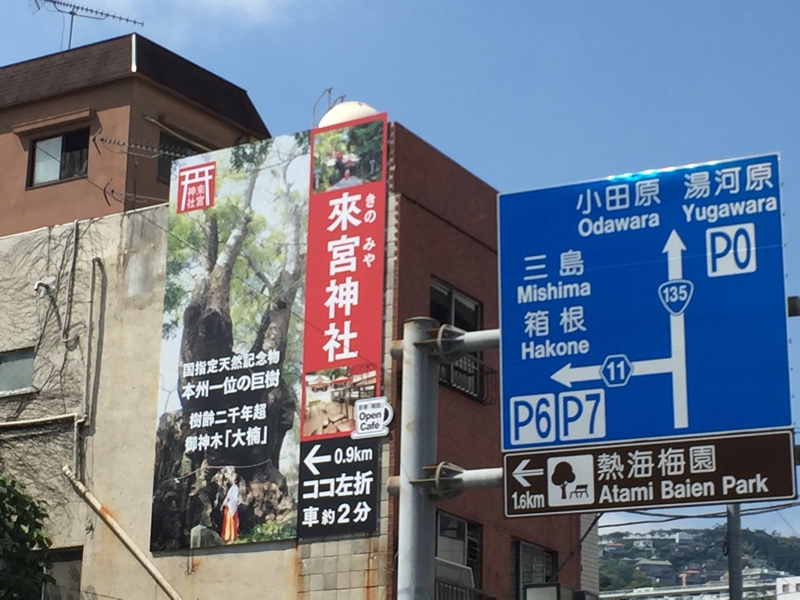 來宮
神社
きの みや
來宮神社
国指定天然記念物
本州一位の巨樹
樹齢二千年超
御神木「大楠」
Open
Cafe
← 0.9km
ココ左折
車約2分
小田原 湯河原
Odawara Yugawara
P0
三島
Mishima
箱根
Hakone
135
11
P6 P7
←
1.6km
熱海梅園
Atami Baien Park